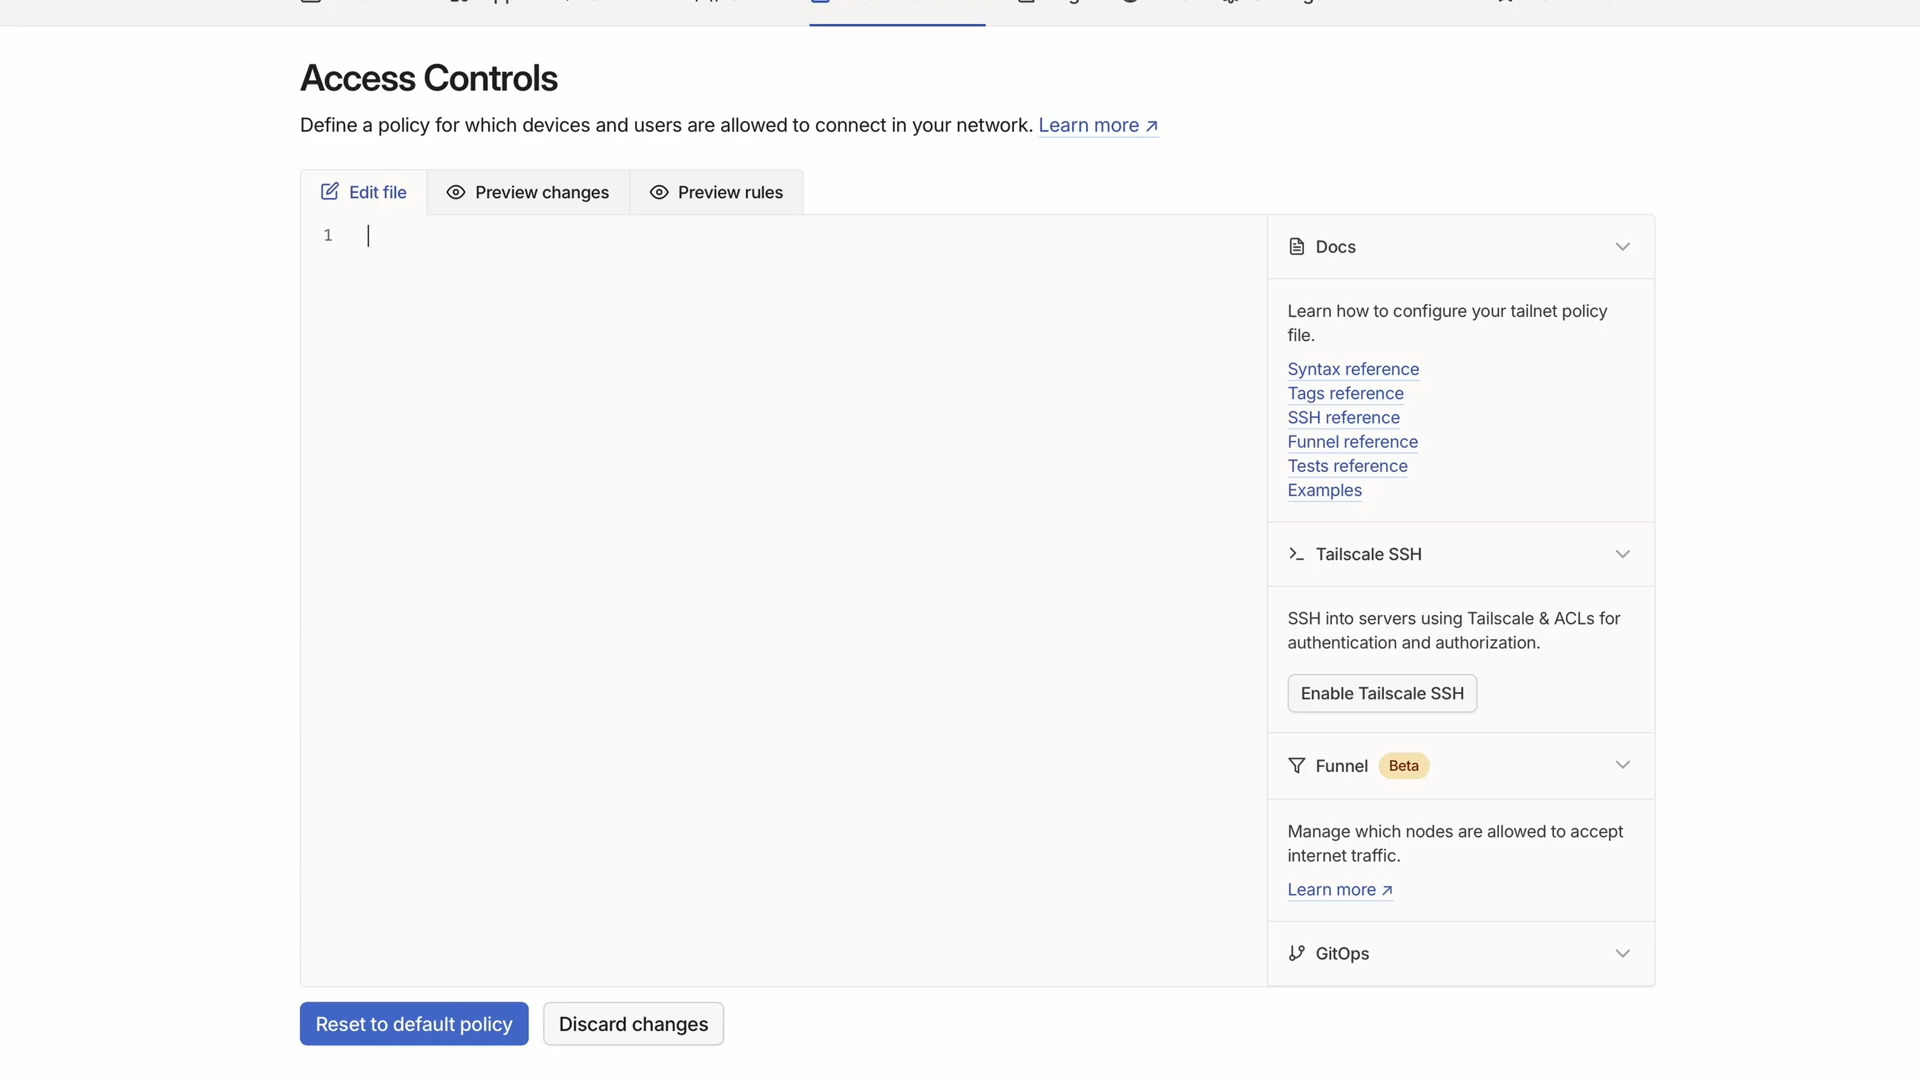 Access Controls
Define a policy for which devices and users are allowed to connect in your network. Learn more ↗
Edit file
Preview changes
Preview rules
1
Docs
Learn how to configure your tailnet policy
file.
Syntax reference
Tags reference
SSH reference
Funnel reference
Tests reference
Examples
Tailscale SSH
SSH into servers using Tailscale & ACLs for
authentication and authorization.
Enable Tailscale SSH
Funnel Beta
Manage which nodes are allowed to accept
internet traffic.
Learn more ↗
GitOps
Reset to default policy
Discard changes